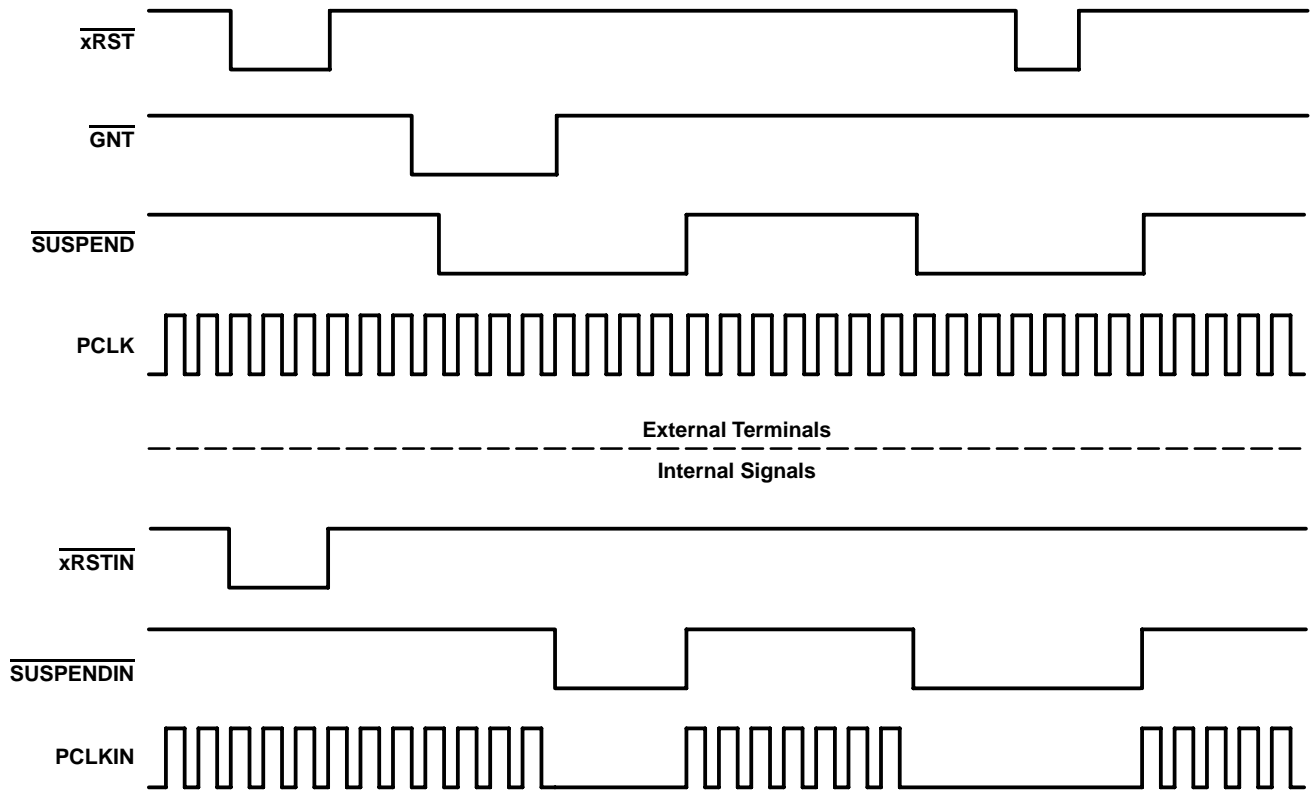 xRST
GNT
SUSPEND
PCLK
External Terminals
Internal Signals
xRSTIN
SUSPENDIN
PCLKIN